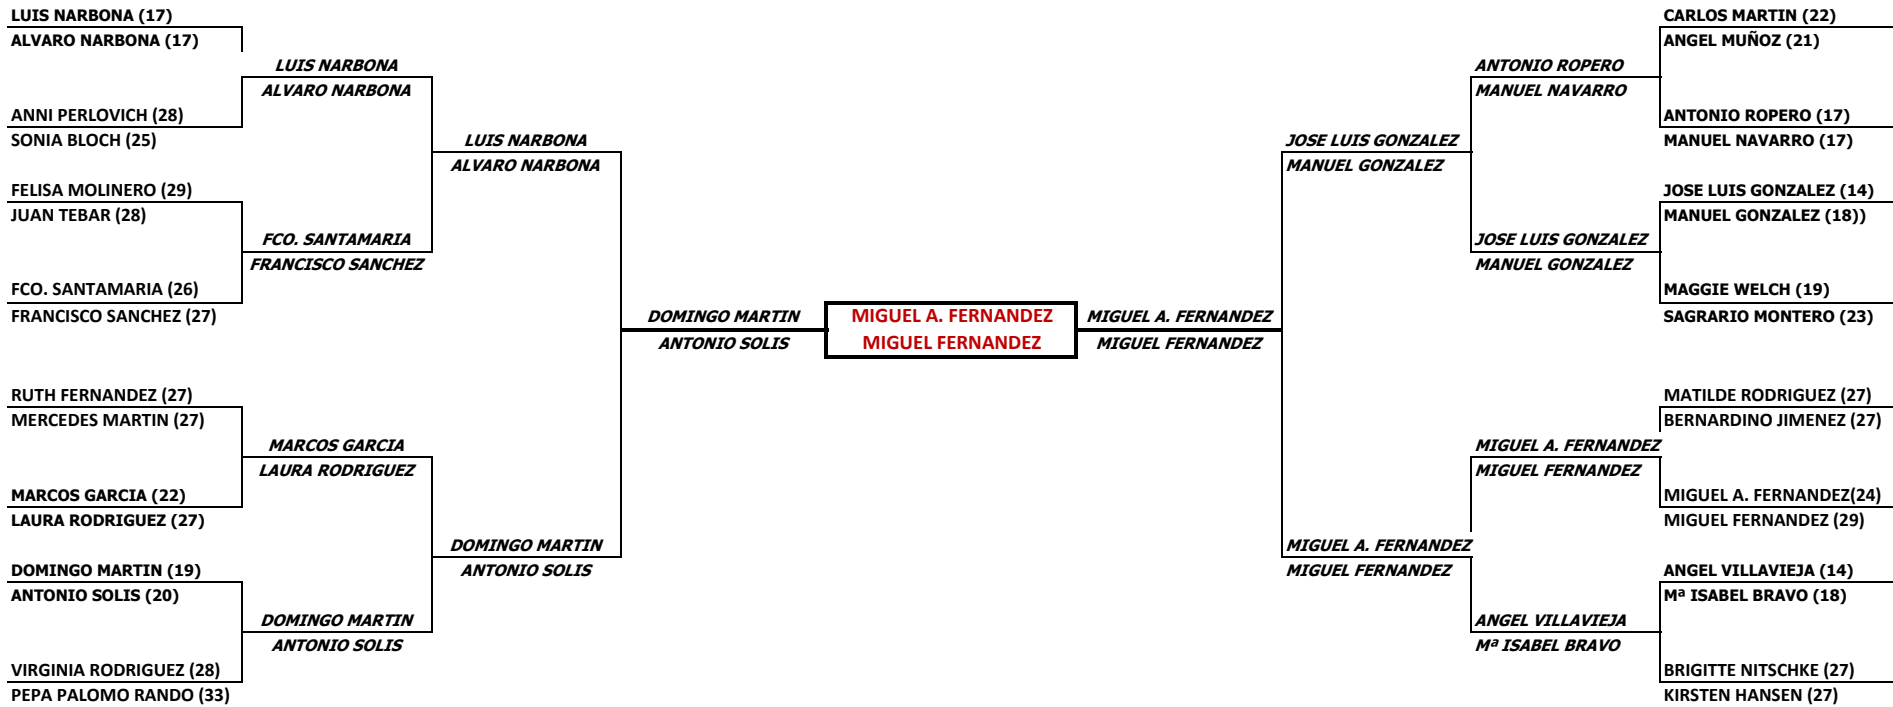 LUIS NARBONA (17)
ALVARO NARBONA (17)
ANNI PERLOVICH (28)
SONIA BLOCH (25)
FELISA MOLINERO (29)
JUAN TEBAR (28)
FCO. SANTAMARIA (26)
FRANCISCO SANCHEZ (27)
RUTH FERNANDEZ (27)
MERCEDES MARTIN (27)
MARCOS GARCIA (22)
LAURA RODRIGUEZ (27)
DOMINGO MARTIN (19)
ANTONIO SOLIS (20)
VIRGINIA RODRIGUEZ (28)
PEPA PALOMO RANDO (33)
LUIS NARBONA
ALVARO NARBONA
FCO. SANTAMARIA
FRANCISCO SANCHEZ
MARCOS GARCIA
LAURA RODRIGUEZ
DOMINGO MARTIN
ANTONIO SOLIS
LUIS NARBONA
ALVARO NARBONA
DOMINGO MARTIN
ANTONIO SOLIS
DOMINGO MARTIN
ANTONIO SOLIS
MIGUEL A. FERNANDEZ
MIGUEL FERNANDEZ
MIGUEL A. FERNANDEZ
MIGUEL FERNANDEZ
JOSE LUIS GONZALEZ
MANUEL GONZALEZ
MIGUEL A. FERNANDEZ
MIGUEL FERNANDEZ
ANTONIO ROPERO
MANUEL NAVARRO
JOSE LUIS GONZALEZ
MANUEL GONZALEZ
MIGUEL A. FERNANDEZ
MIGUEL FERNANDEZ
ANGEL VILLAVIEJA
Mª ISABEL BRAVO
CARLOS MARTIN (22)
ANGEL MUÑOZ (21)
ANTONIO ROPERO (17)
MANUEL NAVARRO (17)
JOSE LUIS GONZALEZ (14)
MANUEL GONZALEZ (18))
MAGGIE WELCH (19)
SAGRARIO MONTERO (23)
MATILDE RODRIGUEZ (27)
BERNARDINO JIMENEZ (27)
MIGUEL A. FERNANDEZ(24)
MIGUEL FERNANDEZ (29)
ANGEL VILLAVIEJA (14)
Mª ISABEL BRAVO (18)
BRIGITTE NITSCHKE (27)
KIRSTEN HANSEN (27)